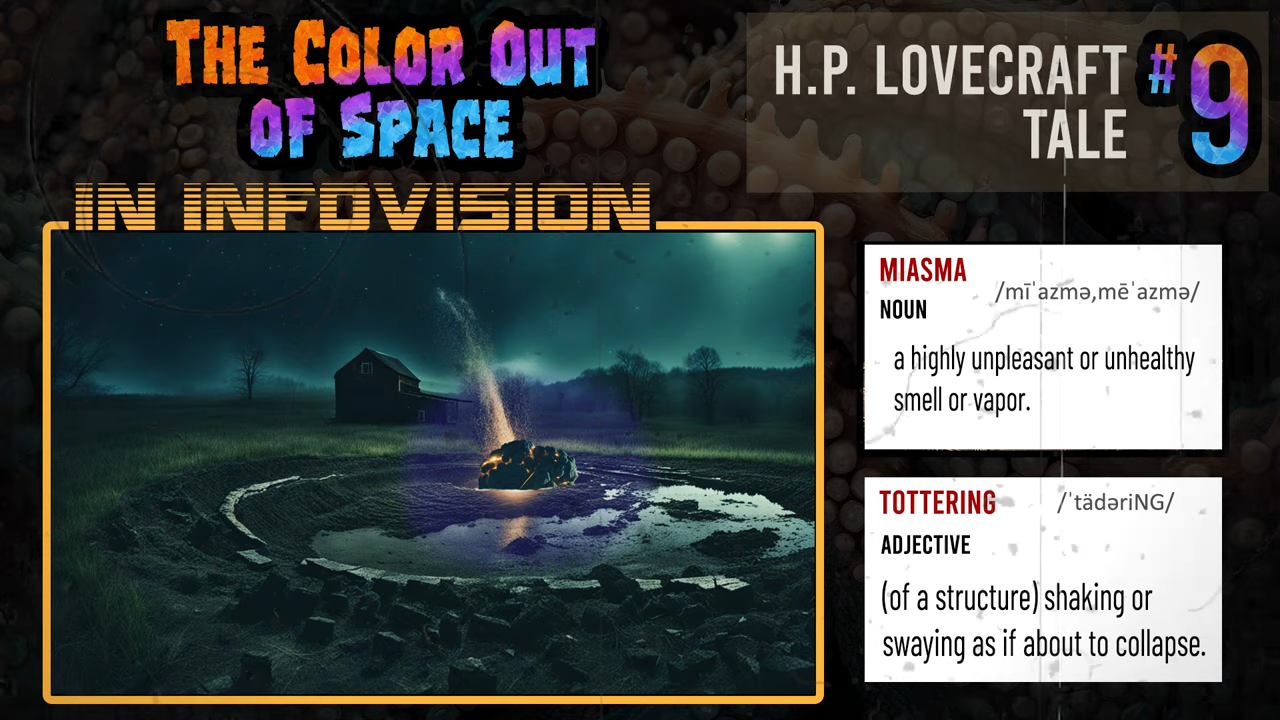 THE COLOR OUT
OF SPACE
IN INFOVISION
H.P. LOVECRAFT #9
TALE
MIASMA
/mīˈazmə,mēˈazmə/
NOUN
a highly unpleasant or unhealthy
smell or vapor.
TOTTERING /ˈtädəriNG/
ADJECTIVE
(of a structure) shaking or
swaying as if about to collapse.